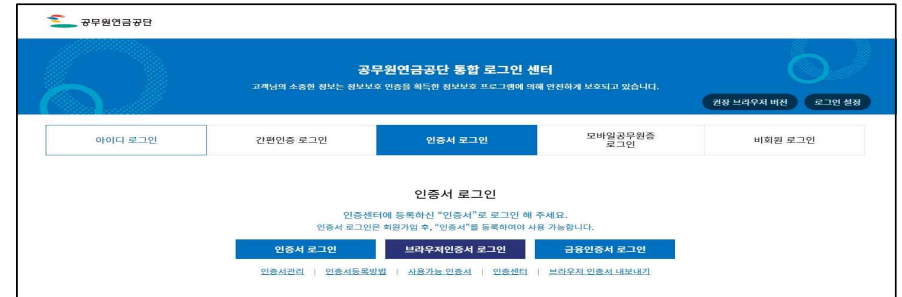 공무원연금공단
공무원연금공단 통합 로그인 센터
고객님의 소중한 정보는 정보보호 인증을 획득한 정보보호 프로그램에 의해 안전하게 보호되고 있습니다.
권장 브라우저 버전 로그인 설정
아이디 로그인 간편인증 로그인 인증서 로그인 모바일공무원증 로그인 비회원 로그인
인증서 로그인
인증센터에 등록하신 “인증서”로 로그인 해 주세요.
인증서 로그인은 회원가입 후, “인증서”를 등록하여야 사용 가능합니다.
인증서 로그인 브라우저인증서 로그인 금융인증서 로그인
인증서관리 | 인증서등록방법 | 사용가능 인증서 | 인증센터 | 브라우저 인증서 내보내기